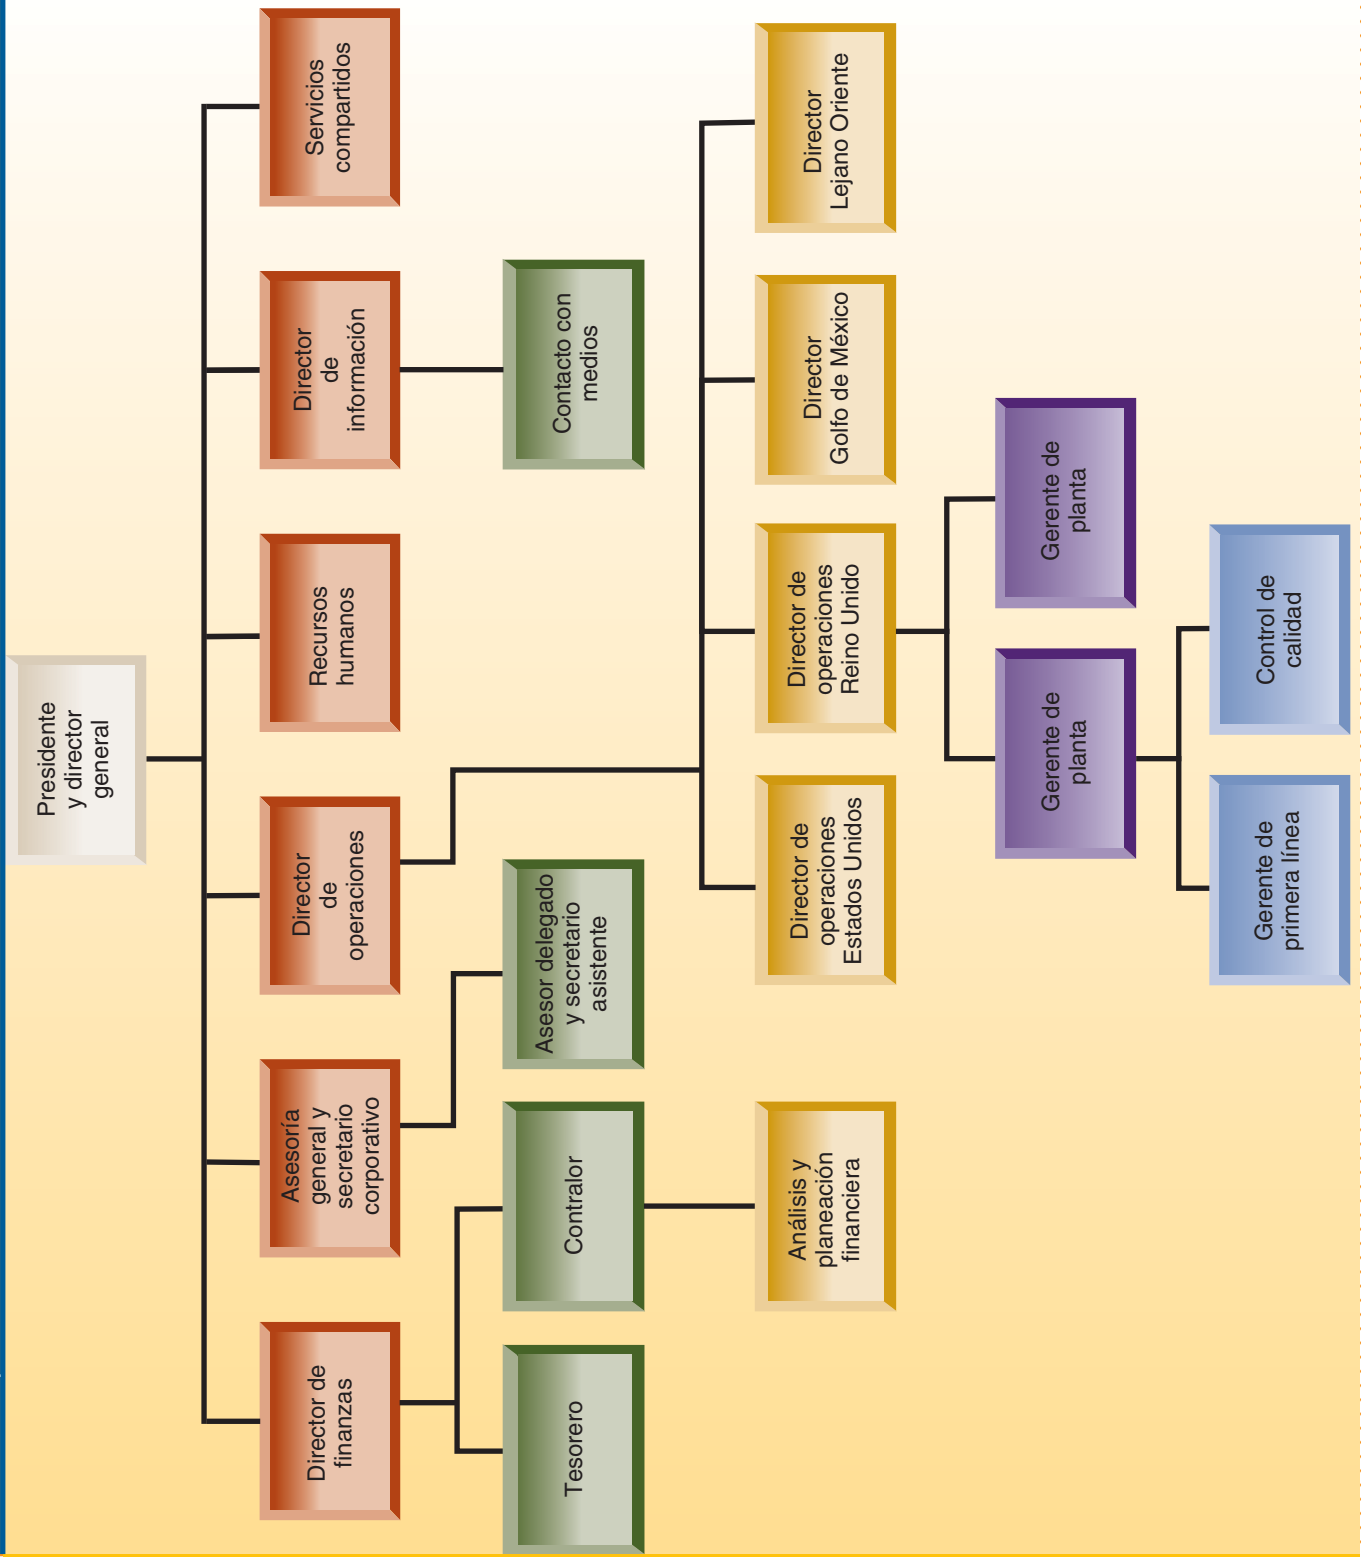 Presidente
y director
general
Director de
finanzas
Asesoría
general y
secretario
corporativo
Director
de
operaciones
Recursos
humanos
Director
de
información
Servicios
compartidos
Tesorero
Contralor
Asesor delegado
y secretario
asistente
Contacto con
medios
Análisis y
planeación
financiera
Director de
operaciones
Estados Unidos
Director de
operaciones
Reino Unido
Director
Golfo de México
Director
Lejano Oriente
Gerente de
planta
Gerente de
planta
Gerente de
primera línea
Control de
calidad